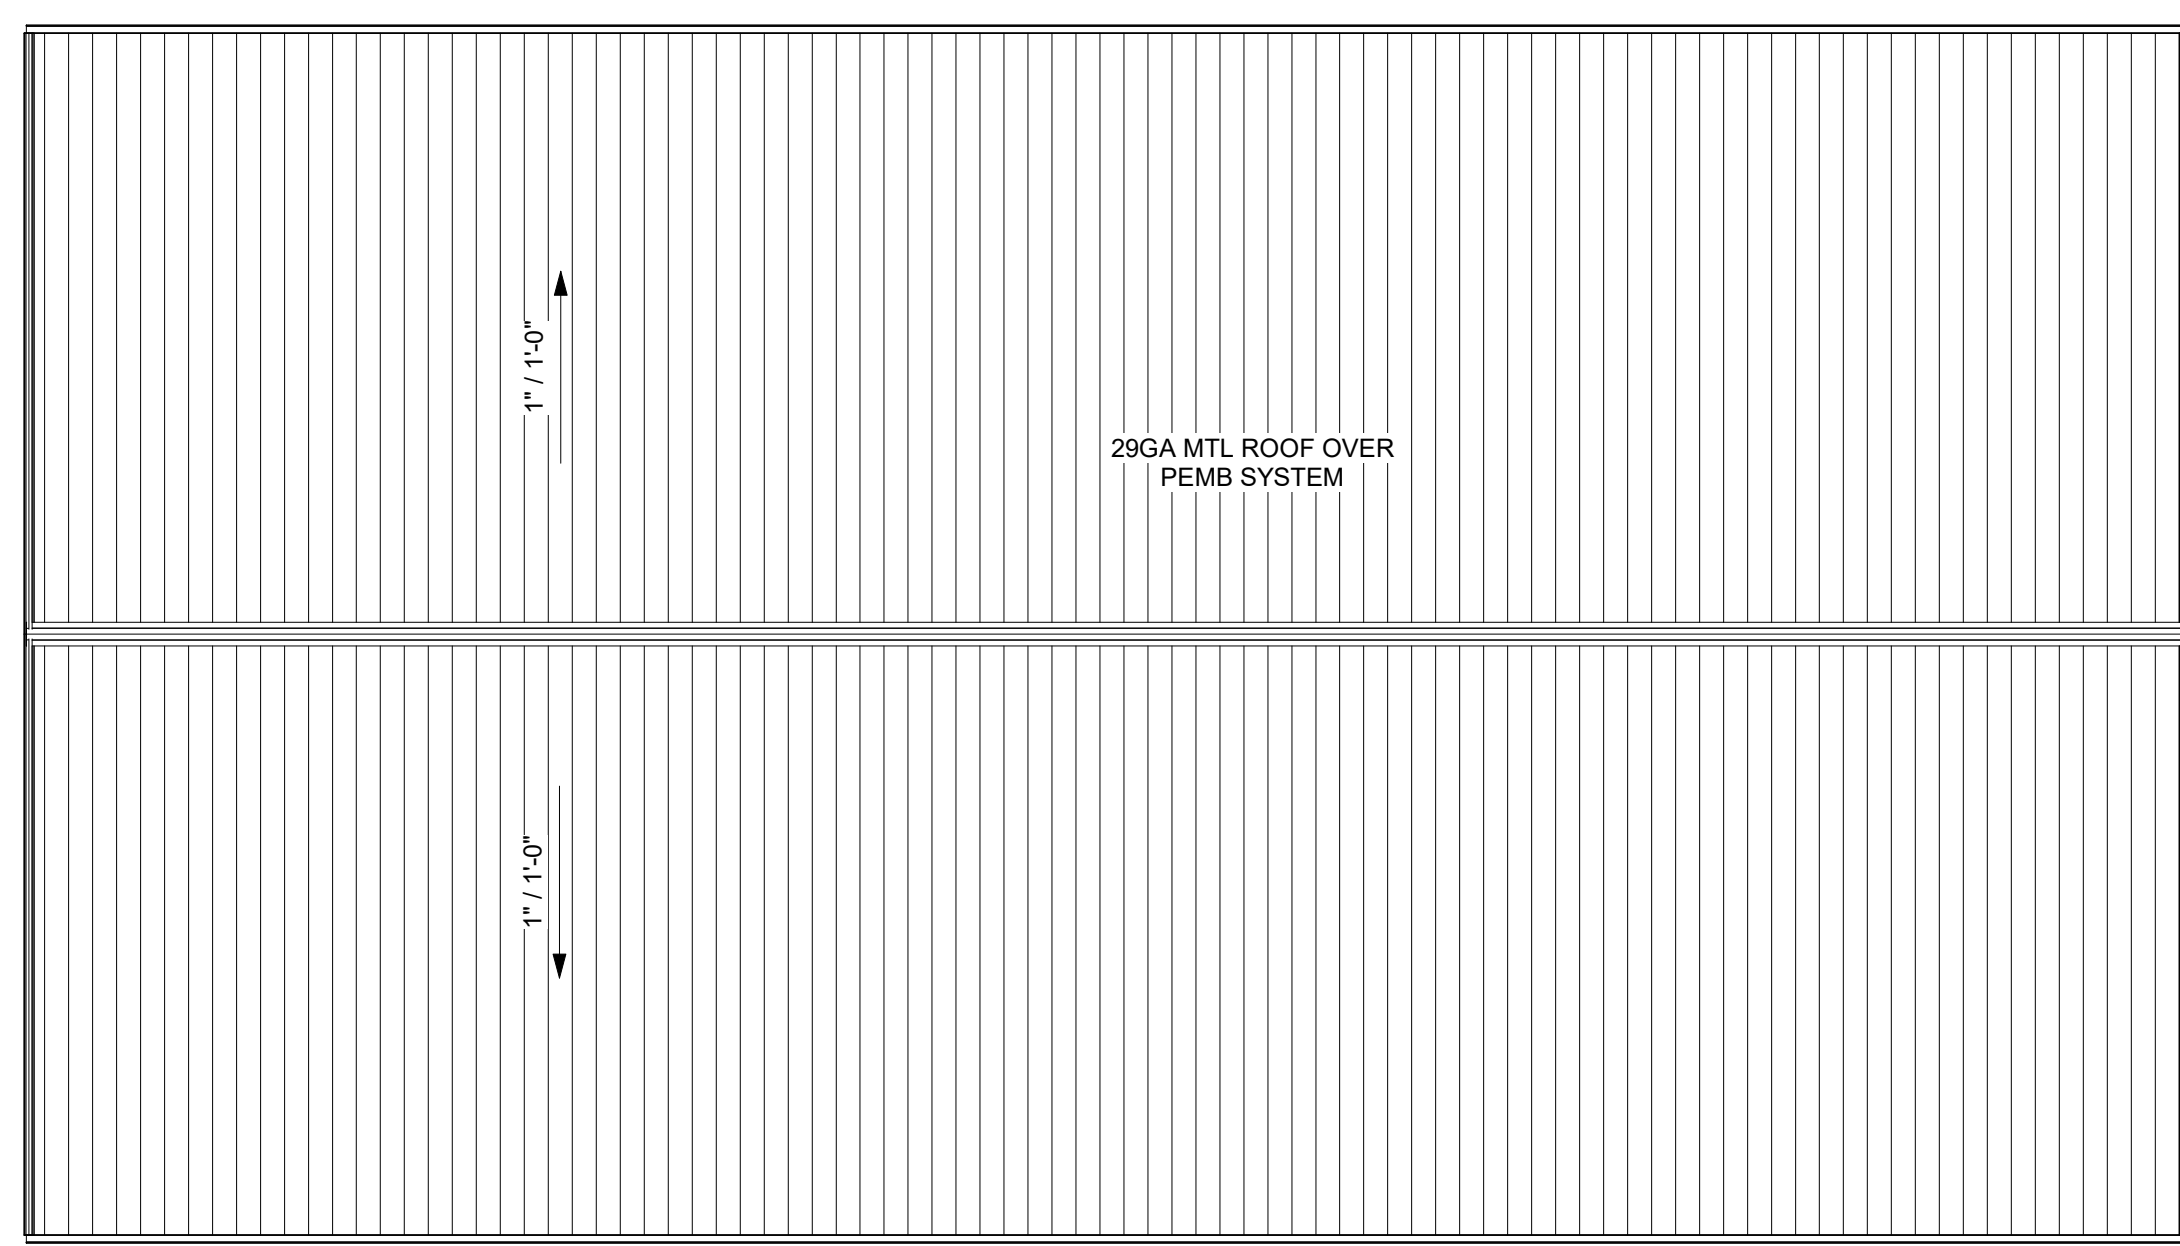 1" / 1'-0"
29GA MTL ROOF OVER
PEMB SYSTEM
1" / 1'-0"